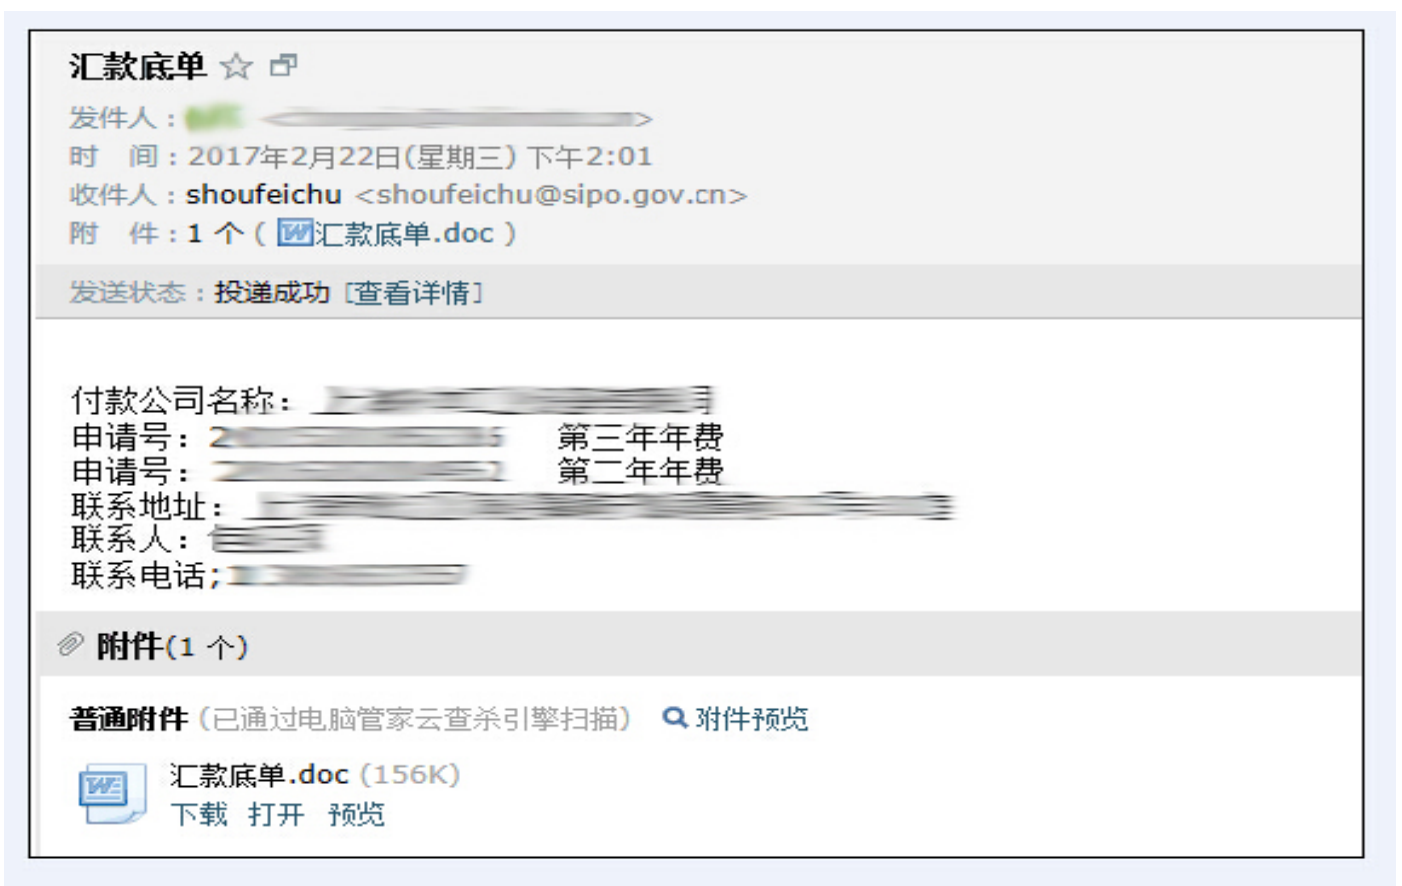 汇款底单
发件人：
时 间：2017年2月22日(星期三) 下午2:01
收件人：shoufeichu <shoufeichu@sipo.gov.cn>
附 件：1 个 ( 汇款底单.doc )
发送状态：投递成功 [查看详情]
付款公司名称：
申请号： 第三年年费
申请号： 第二年年费
联系地址：
联系人：
联系电话;
附件(1 个)
普通附件 (已通过电脑管家云查杀引擎扫描) 附件预览
汇款底单.doc (156K)
下载 打开 预览